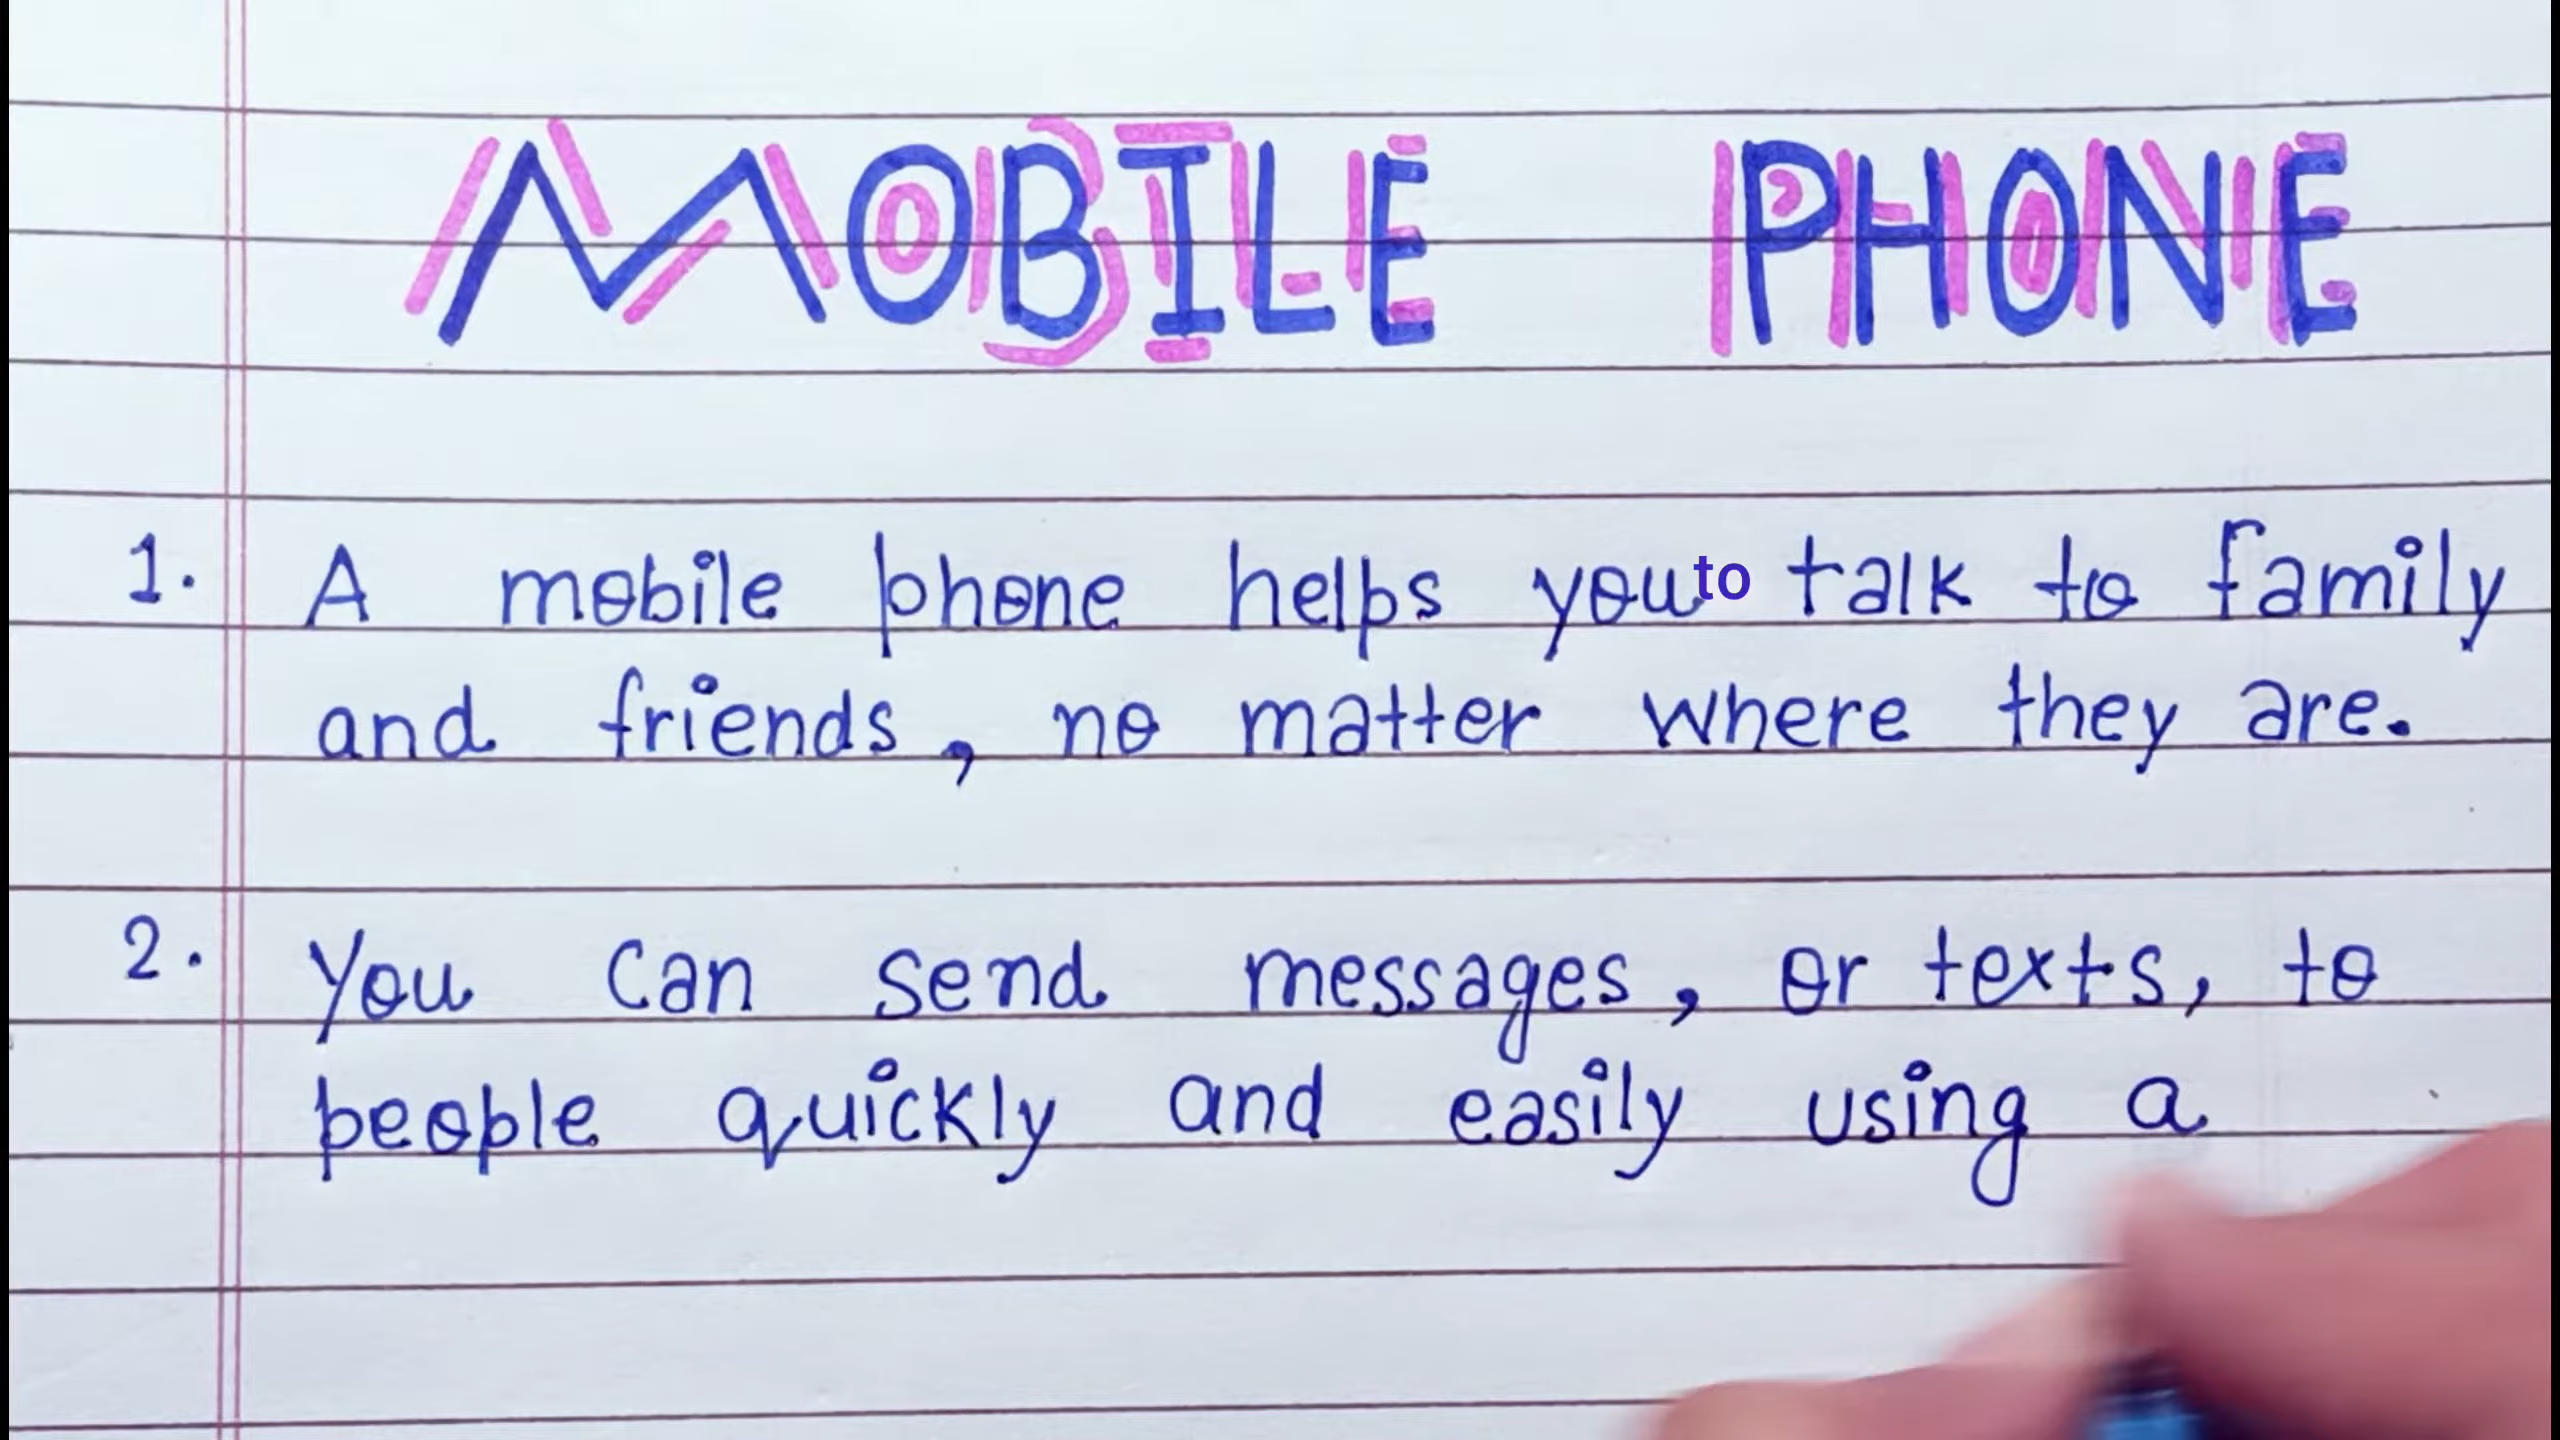 MOBILE PHONE
1. A mobile phone helps you to talk to family
and friends, no matter where they are.
2. You can send messages, or texts, to
people quickly and easily using a